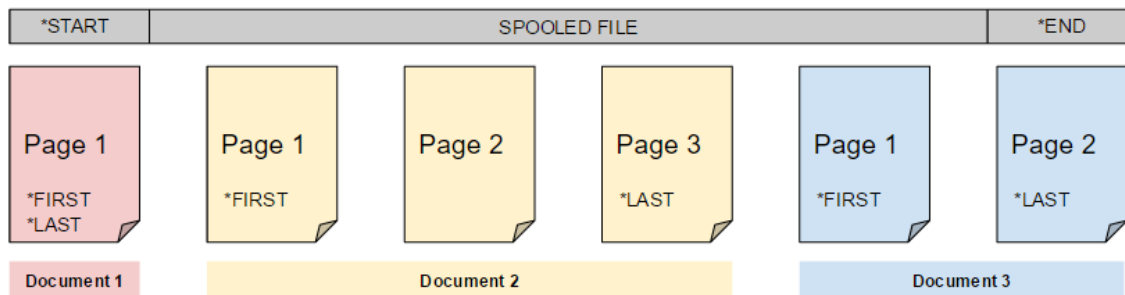 *START SPOOLED FILE *END
Page 1 Page 1 Page 2 Page 3 Page 1 Page 2
*FIRST *FIRST *LAST *FIRST *LAST
*LAST
Document 1 Document 2 Document 3